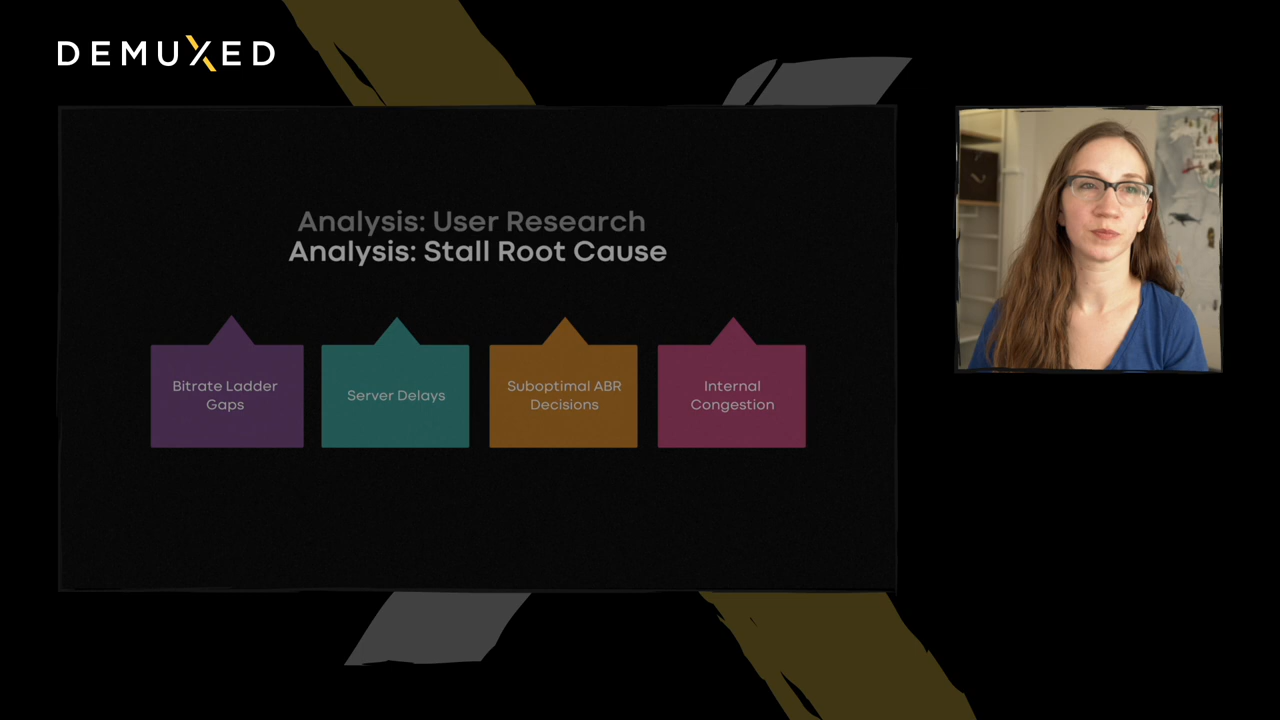 DEMUXED
Analysis: User Research
Analysis: Stall Root Cause
Bitrate Ladder
Gaps
Server Delays
Suboptimal ABR
Decisions
Internal
Congestion